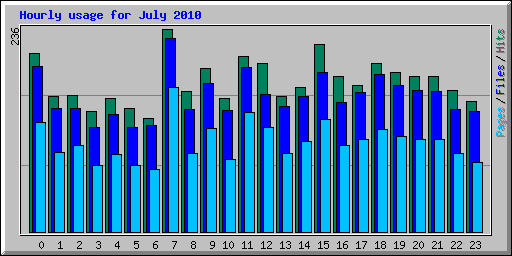 Hourly usage for July 2010
236
Pages/Files/Hits
0 1 2 3 4 5 6 7 8 9 10 11 12 13 14 15 16 17 18 19 20 21 22 23